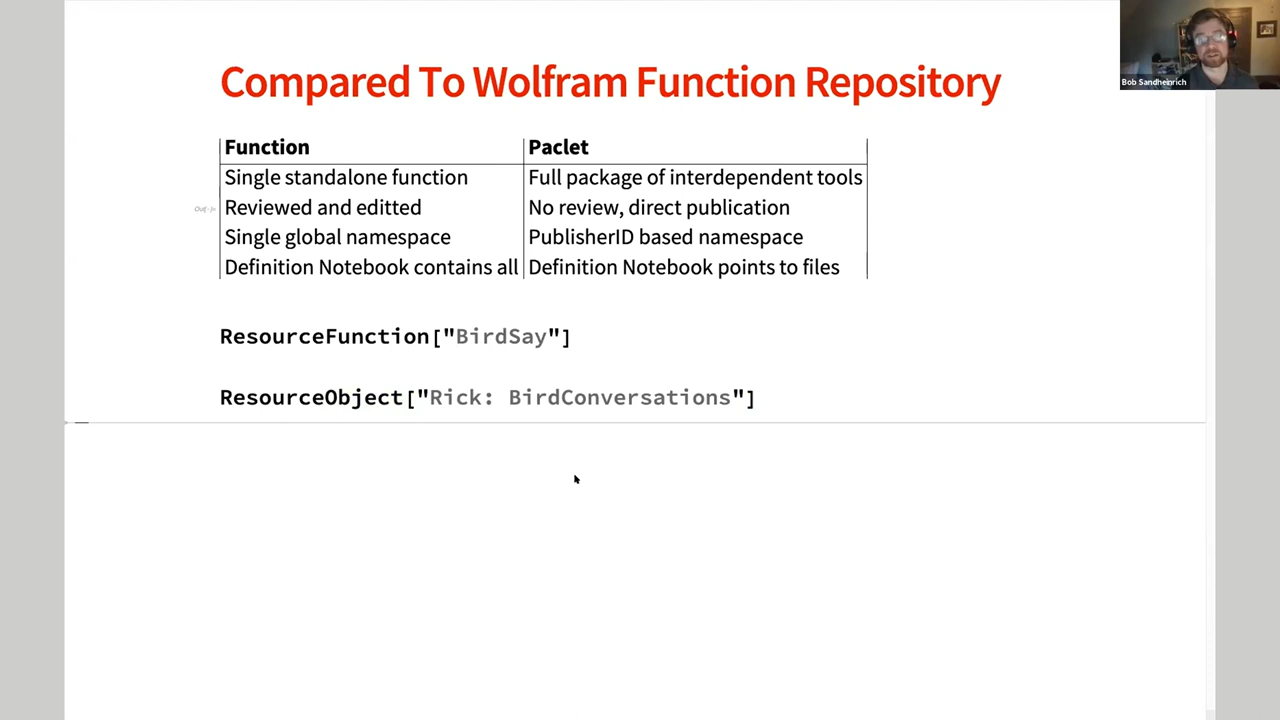 Compared To Wolfram Function Repository
Bob Sandheinrich
Function Paclet
Single standalone function Full package of interdependent tools
Reviewed and editted No review, direct publication
Single global namespace PublisherID based namespace
Definition Notebook contains all Definition Notebook points to files
ResourceFunction["BirdSay"]
ResourceObject["Rick: BirdConversations"]